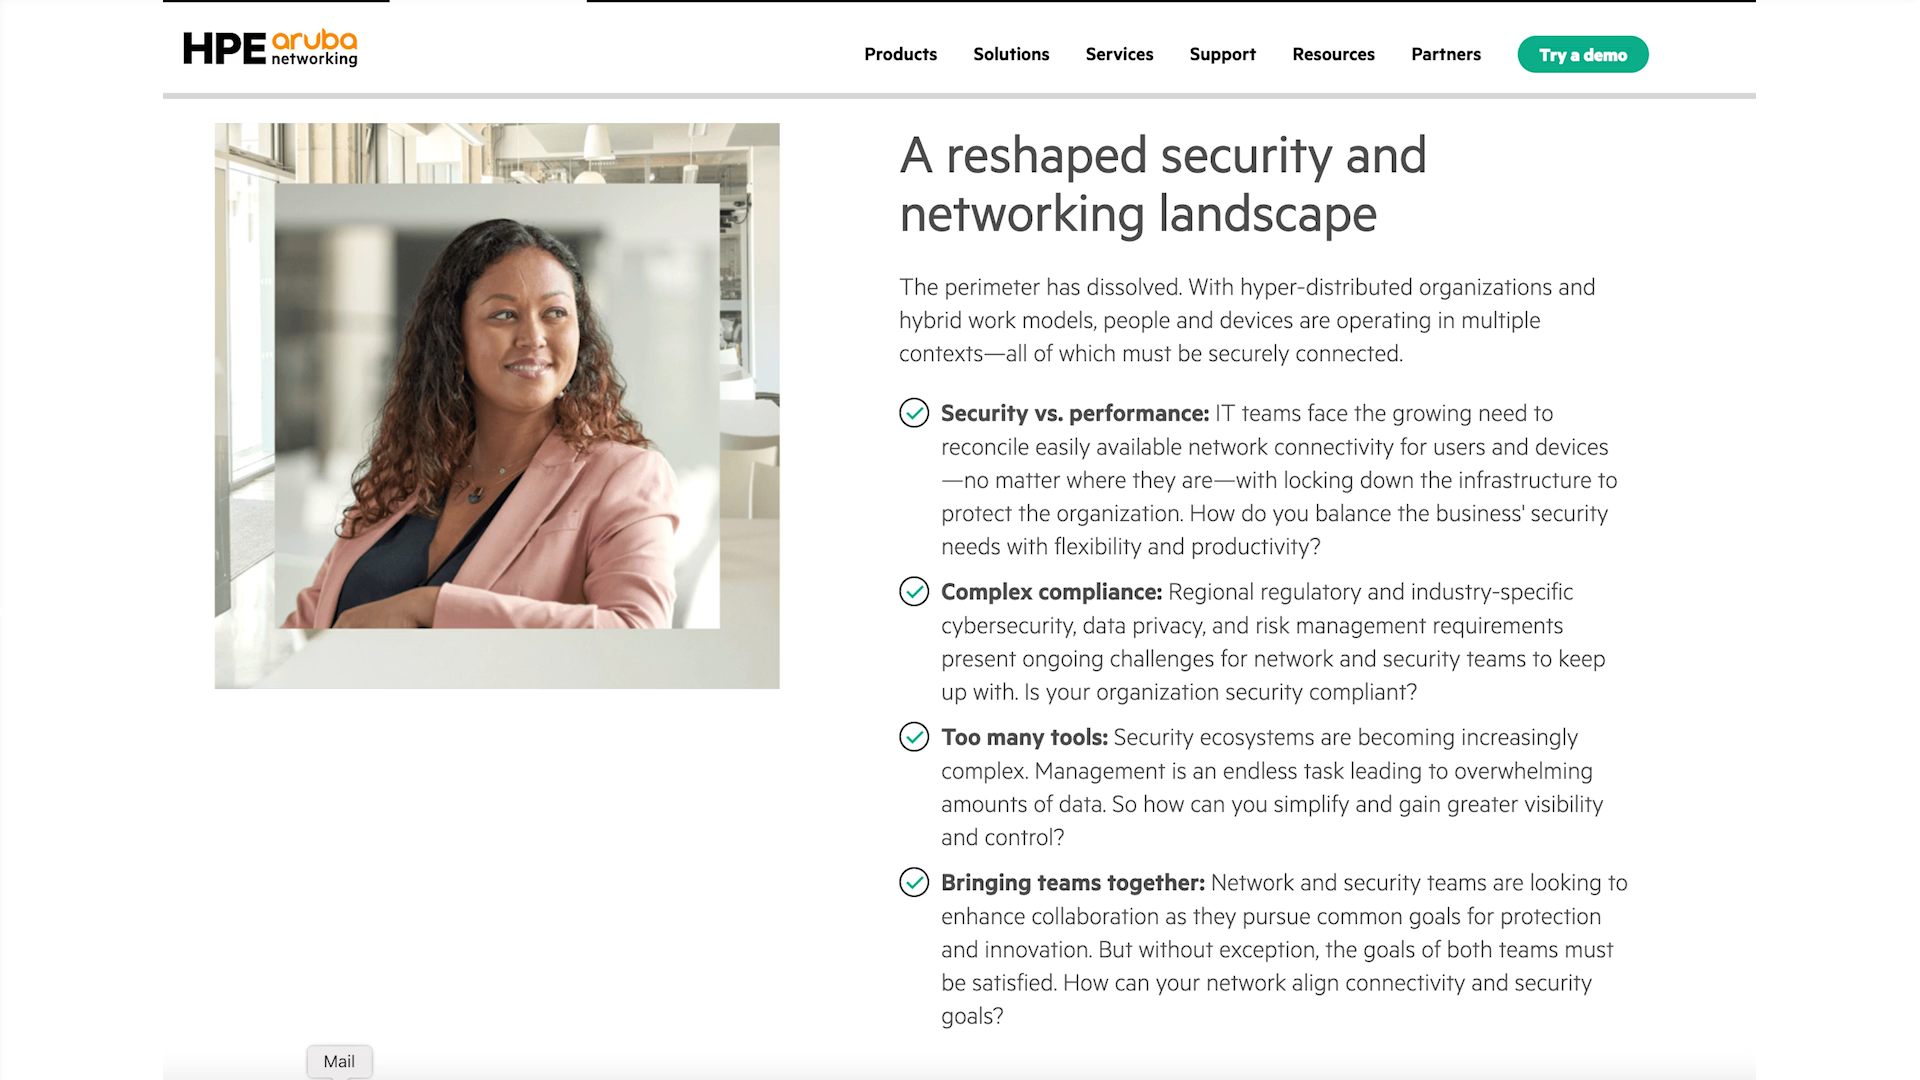 HPE aruba networking
Products Solutions Services Support Resources Partners Try a demo
A reshaped security and
networking landscape
The perimeter has dissolved. With hyper-distributed organizations and
hybrid work models, people and devices are operating in multiple
contexts—all of which must be securely connected.
Security vs. performance: IT teams face the growing need to
reconcile easily available network connectivity for users and devices
—no matter where they are—with locking down the infrastructure to
protect the organization. How do you balance the business' security
needs with flexibility and productivity?
Complex compliance: Regional regulatory and industry-specific
cybersecurity, data privacy, and risk management requirements
present ongoing challenges for network and security teams to keep
up with. Is your organization security compliant?
Too many tools: Security ecosystems are becoming increasingly
complex. Management is an endless task leading to overwhelming
amounts of data. So how can you simplify and gain greater visibility
and control?
Bringing teams together: Network and security teams are looking to
enhance collaboration as they pursue common goals for protection
and innovation. But without exception, the goals of both teams must
be satisfied. How can your network align connectivity and security
goals?
Mail